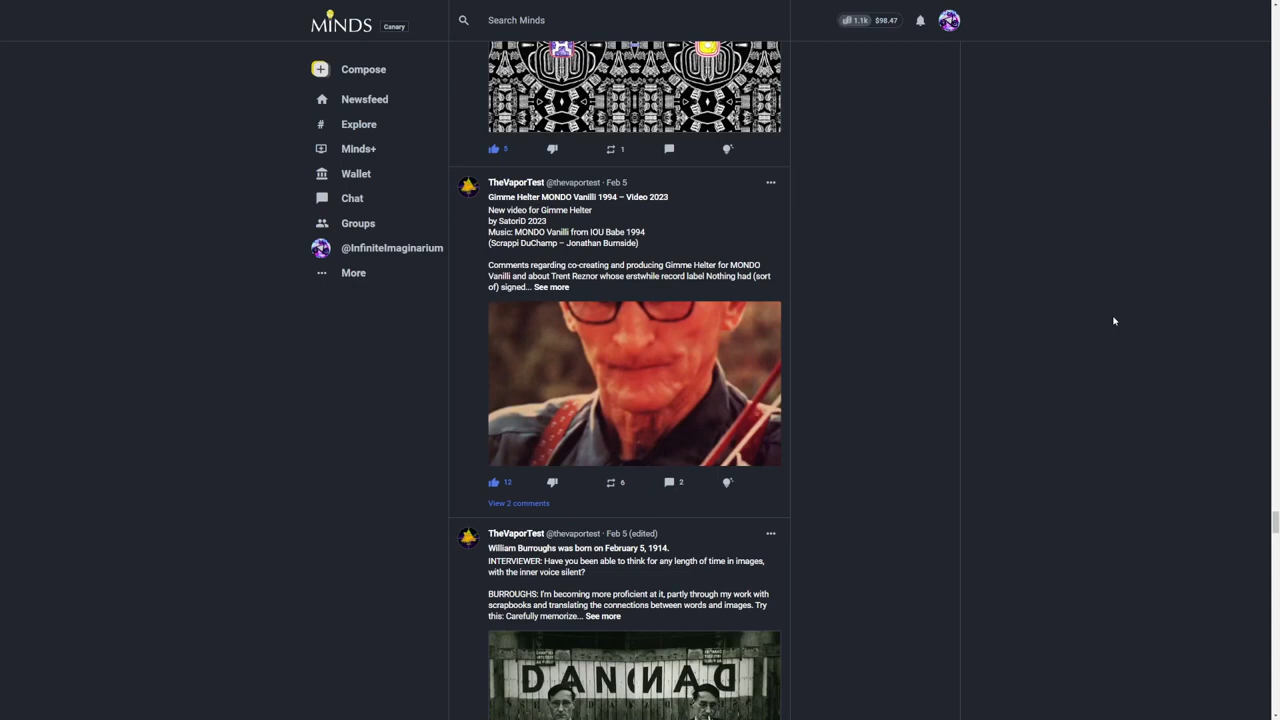 MINDS
Canary
Search Minds
1.1k $98.47
Compose
Newsfeed
# Explore
Minds+
Wallet
Chat
Groups
@InfiniteImaginarium
More
5
1
TheVaporTest @thevaportest · Feb 5
Gimme Helter MONDO Vanilli 1994 – Video 2023
New video for Gimme Helter
by SatoriD 2023
Music: MONDO Vanilli from IOU Babe 1994
(Scrappi DuChamp – Jonathan Burnside)
Comments regarding co-creating and producing Gimme Helter for MONDO
Vanilli and about Trent Reznor whose erstwhile record label Nothing had (sort
of) signed... See more
12
6
2
View 2 comments
TheVaporTest @thevaportest · Feb 5 (edited)
William Burroughs was born on February 5, 1914.
INTERVIEWER: Have you been able to think for any length of time in images,
with the inner voice silent?
BURROUGHS: I'm becoming more proficient at it, partly through my work with
scrapbooks and translating the connections between words and images. Try
this: Carefully memorize... See more